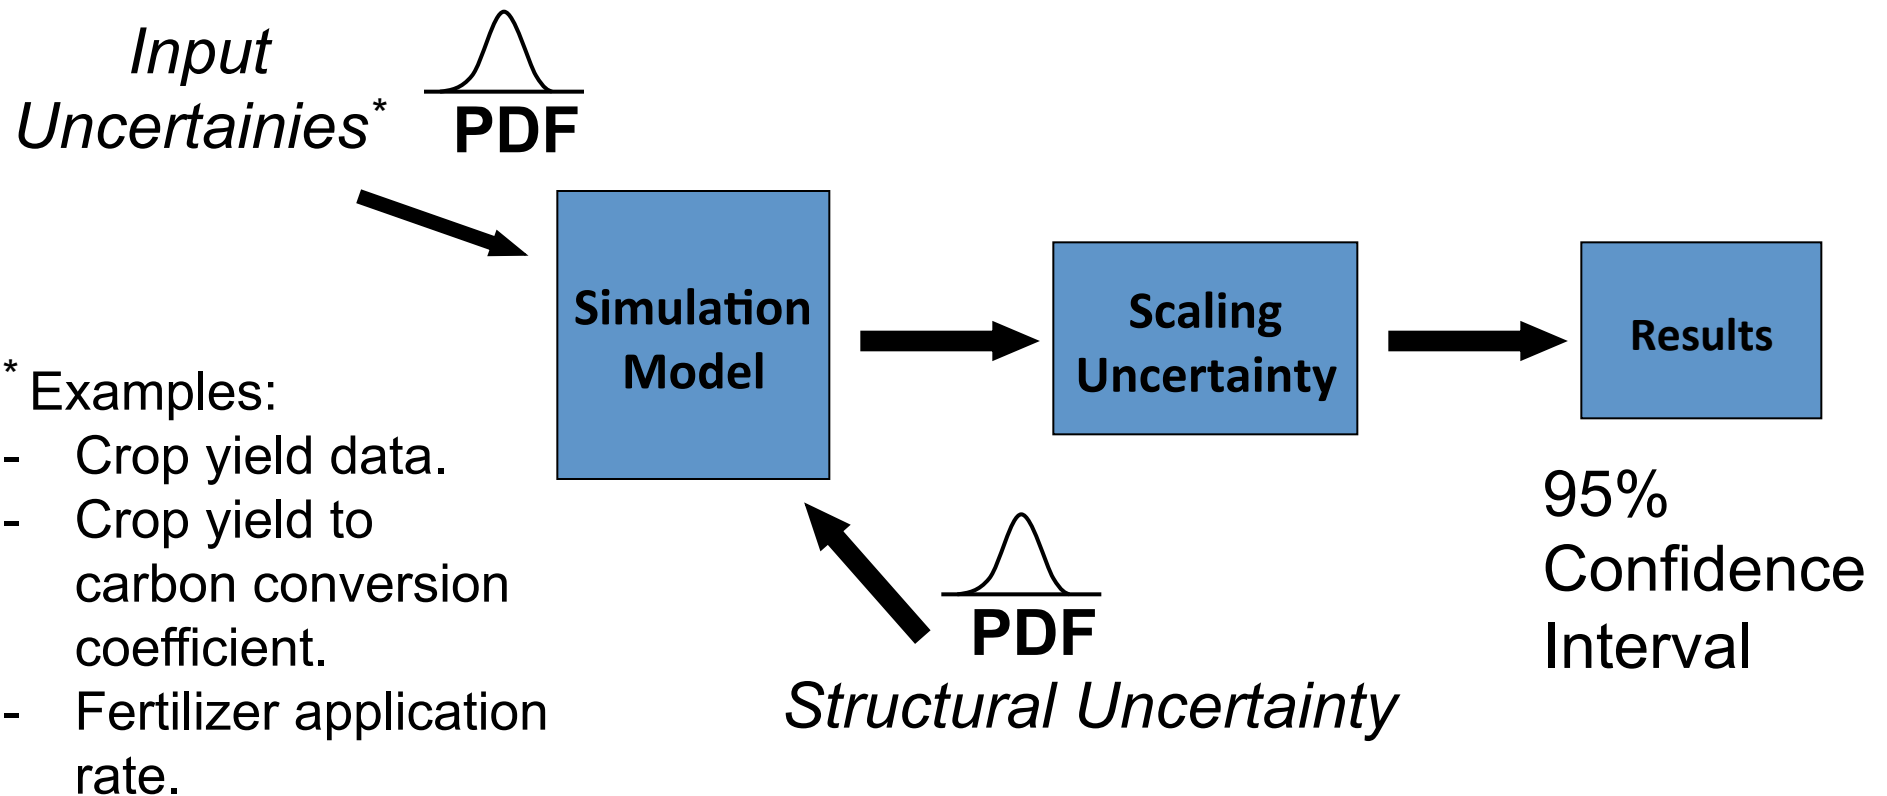 Input
Uncertainies*
PDF
Simulation
Model
Scaling
Uncertainty
Results
95%
Confidence
Interval
PDF
Structural Uncertainty
* Examples:
- Crop yield data.
- Crop yield to
carbon conversion
coefficient.
- Fertilizer application
rate.